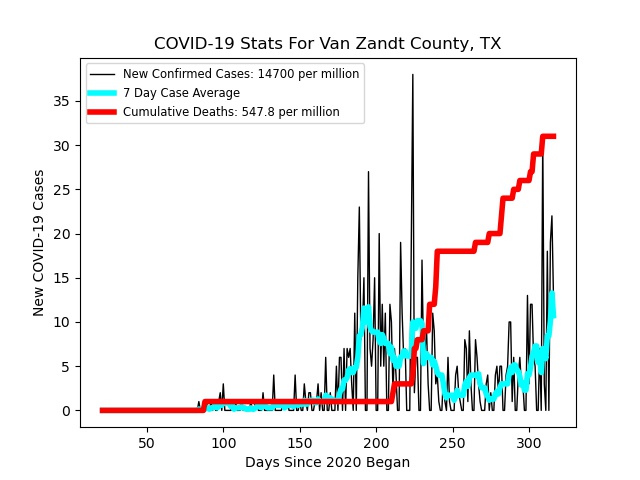 COVID-19 Stats For Van Zandt County, TX
New Confirmed Cases: 14700 per million
7 Day Case Average
Cumulative Deaths: 547.8 per million
New COVID-19 Cases
35
30
25
20
15
10
5
0
50 100 150 200 250 300
Days Since 2020 Began